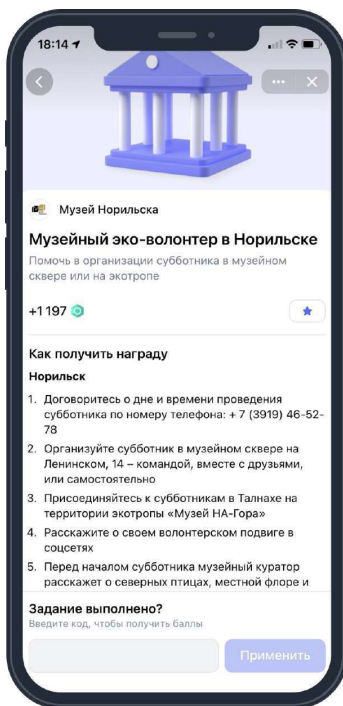 18:14
Музей Норильска
Музейный эко-волонтер в Норильске
Помочь в организации субботника в музейном
сквере или на экотропе
+1 197
Как получить награду
Норильск
1. Договоритесь о дне и времени проведения
субботника по номеру телефона: + 7 (3919) 46-52-
78
2. Организуйте субботник в музейном сквере на
Ленинском, 14 – командой, вместе с друзьями,
или самостоятельно
3. Присоединяйтесь к субботникам в Талнахе на
территории экотропы «Музей НА-Гора»
4. Расскажите о своем волонтерском подвиге в
соцсетях
5. Перед началом субботника музейный куратор
расскажет о северных птицах, местной флоре и
Задание выполнено?
Введите код, чтобы получить баллы
Применить